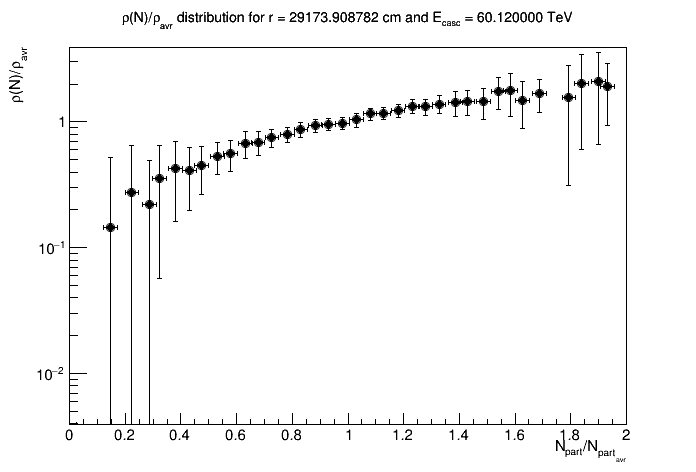 ρ(N)/ρavr distribution for r = 29173.908782 cm and Ecasc = 60.120000 TeV
ρ(N)/ρavr
1
10−1
10−2
0 0.2 0.4 0.6 0.8 1 1.2 1.4 1.6 1.8 2
Npart/Npartavr